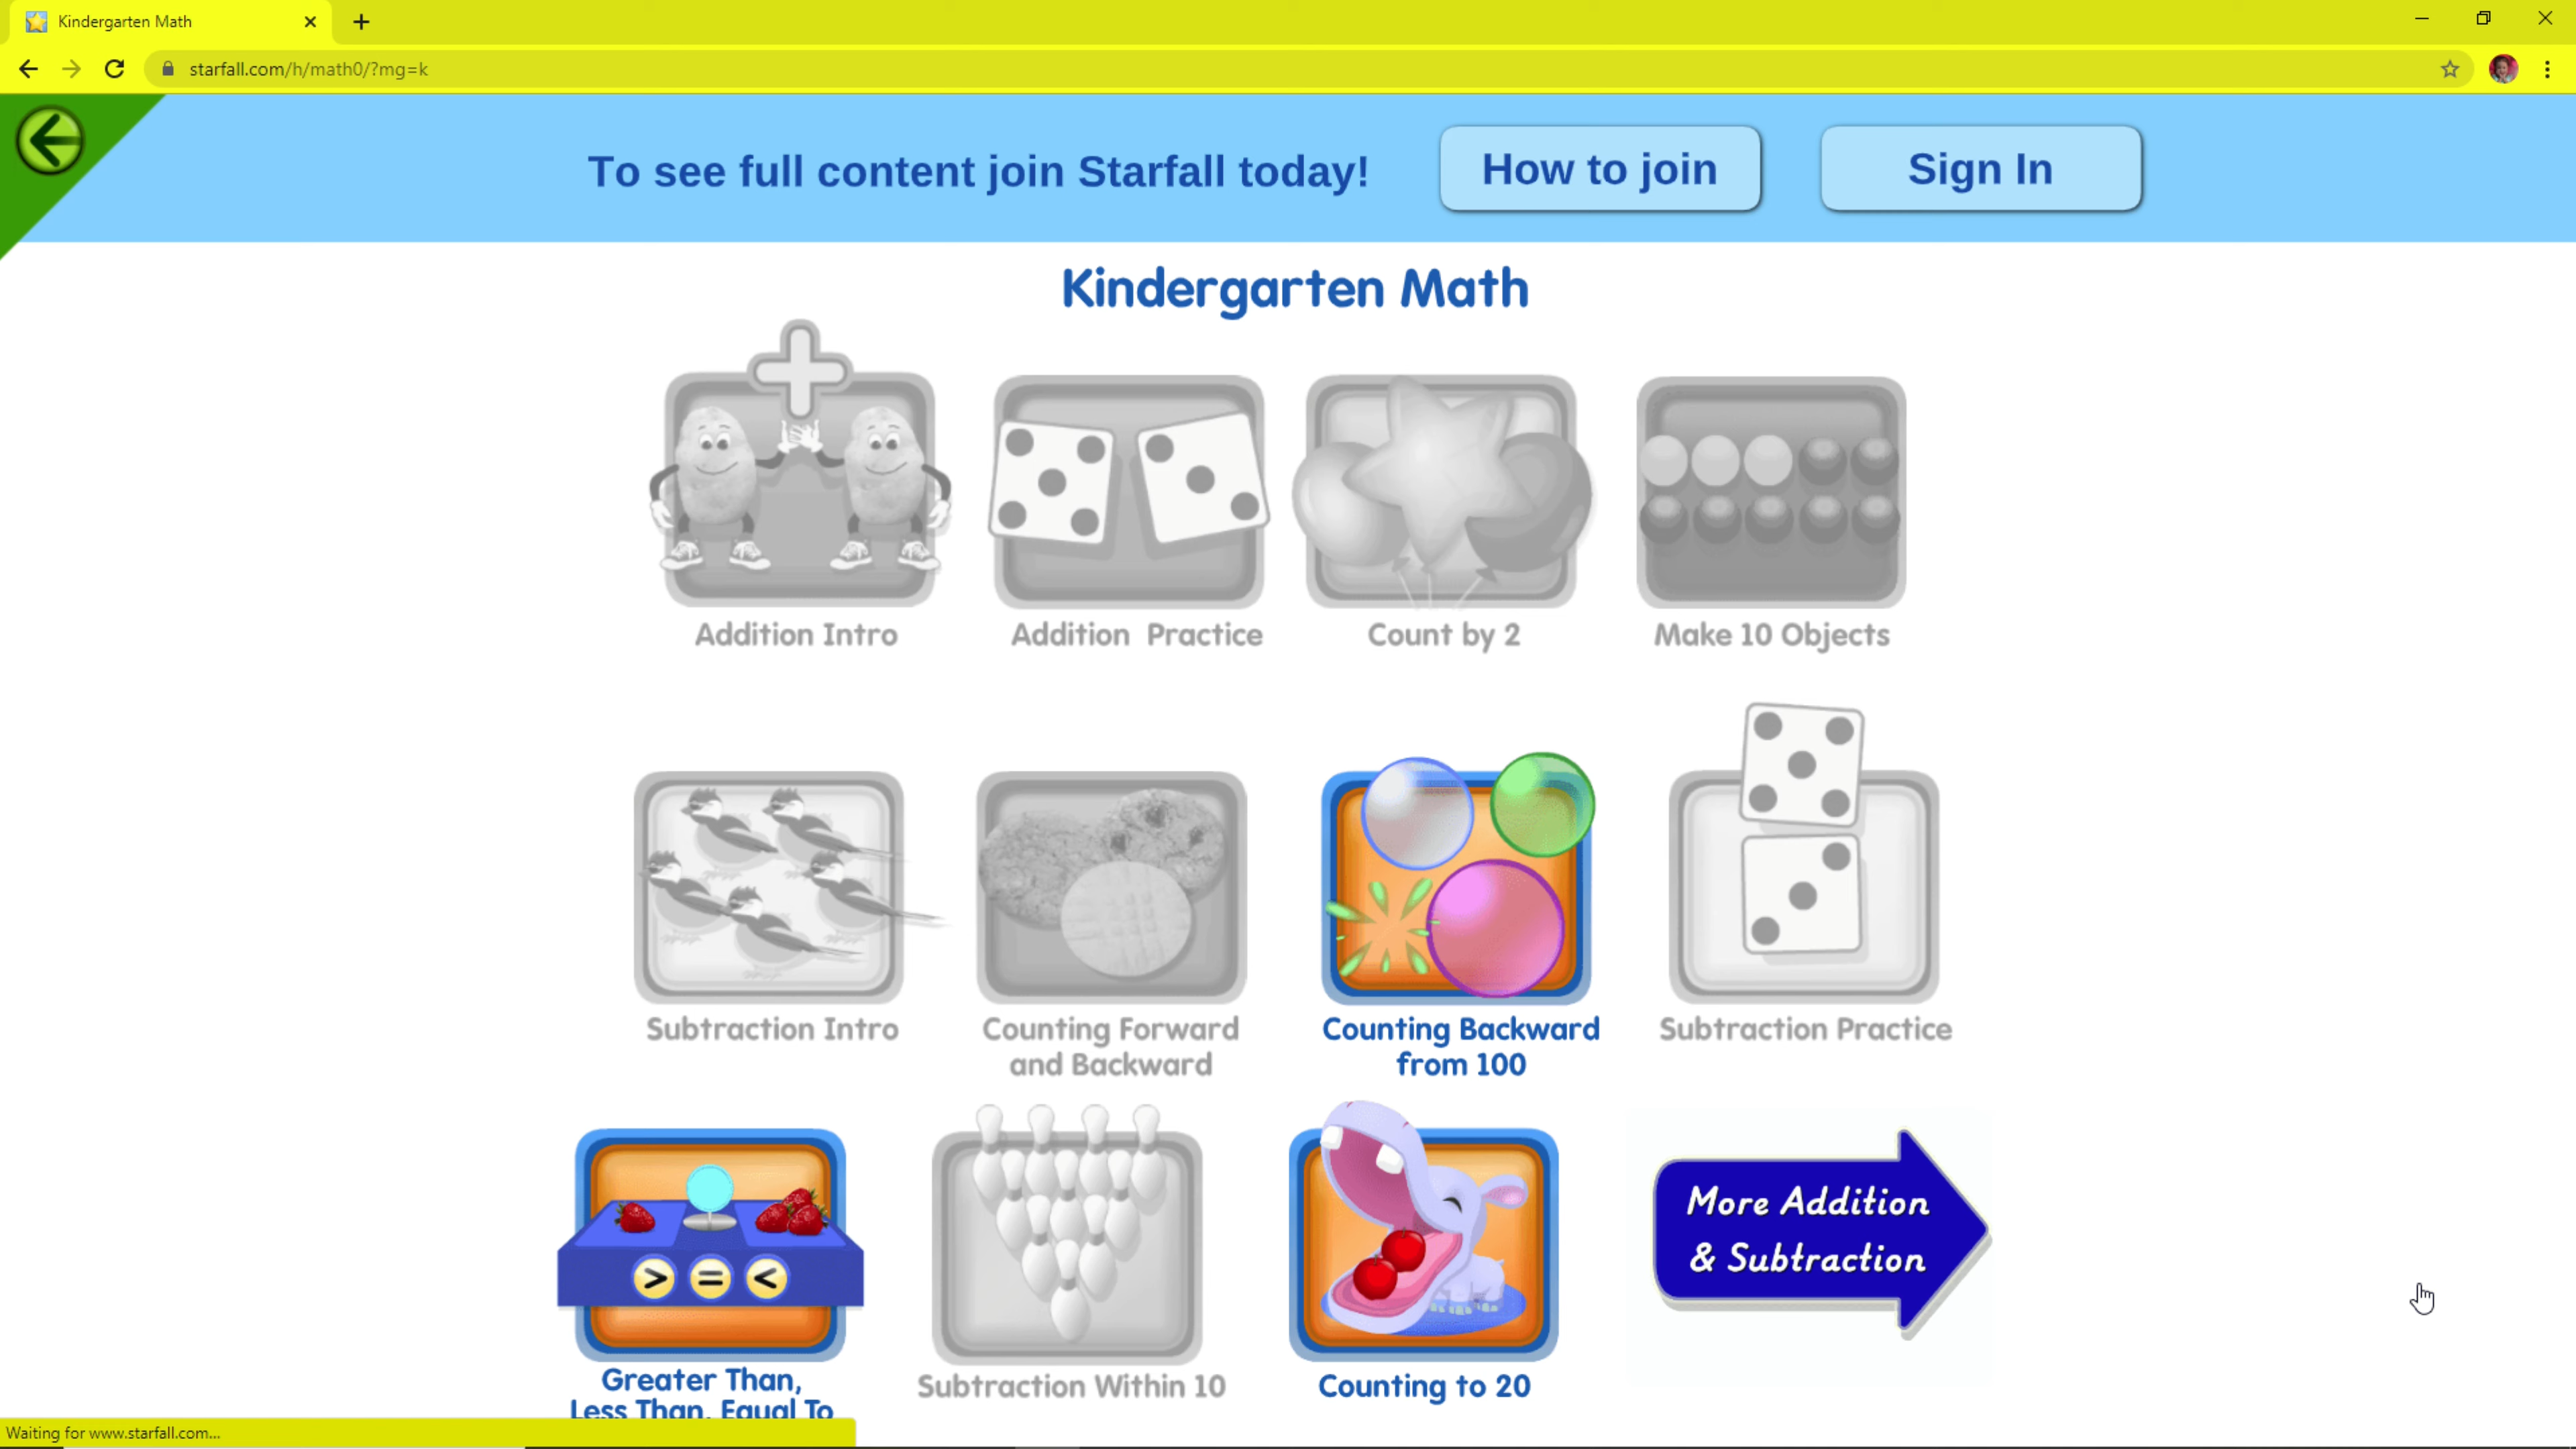 Kindergarten Math
starfall.com/h/math0/?mg=k
To see full content join Starfall today!
How to join
Sign In
Kindergarten Math
Addition Intro
Addition Practice
Count by 2
Make 10 Objects
Subtraction Intro
Counting Forward
and Backward
Counting Backward
from 100
Subtraction Practice
> = <
Greater Than,
Less Than, Equal To
Subtraction Within 10
Counting to 20
More Addition
& Subtraction
Waiting for www.starfall.com...